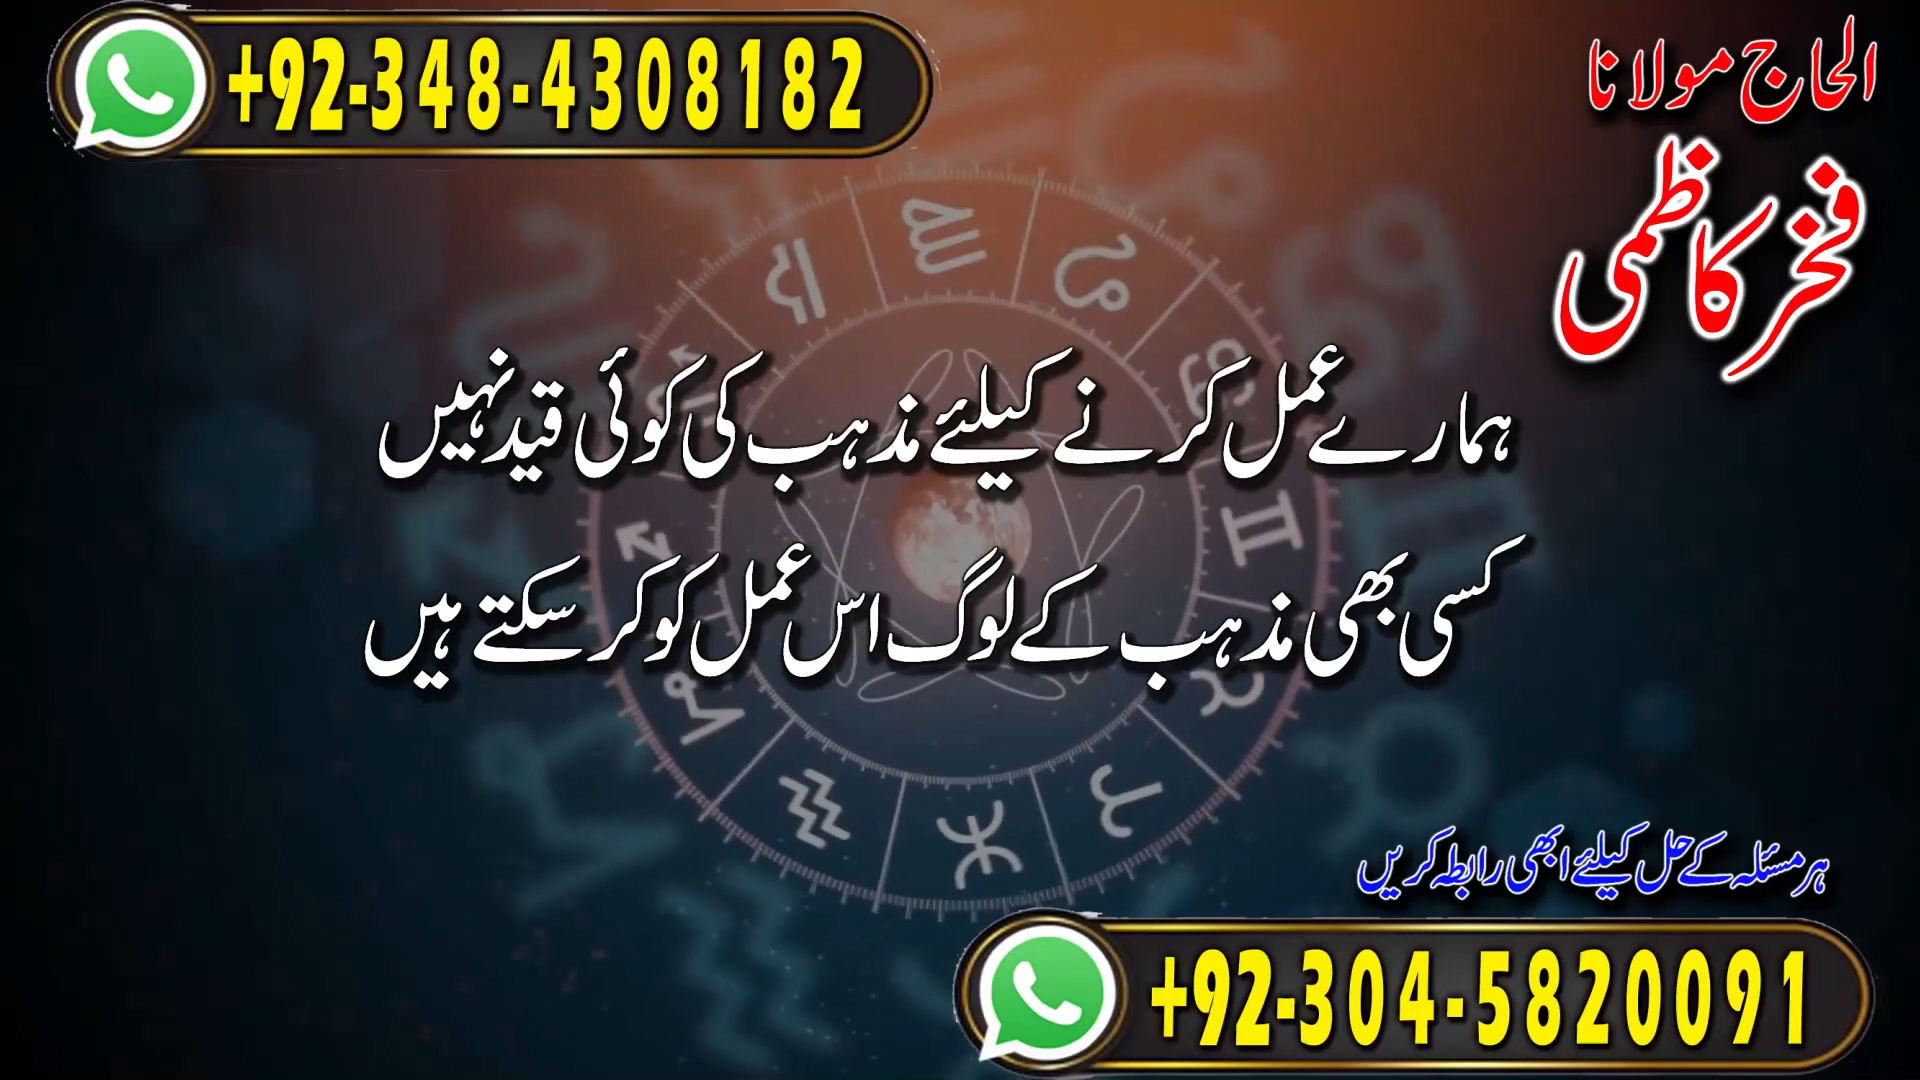 +92-348-4308182
الحاج مولانا
فخر کاظمی
ہمارے عمل کرنے کیلئے مذہب کی کوئی قید نہیں
کسی بھی مذہب کے لوگ اس عمل کو کر سکتے ہیں
ہر مسئلہ کے حل کیلئے ابھی رابطہ کریں
+92-304-5820091